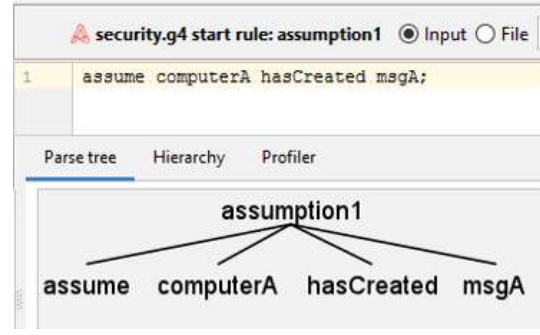 security.g4 start rule: assumption1 Input File
1 assume computerA hasCreated msgA;
Parse tree Hierarchy Profiler
assumption1
assume computerA hasCreated msgA